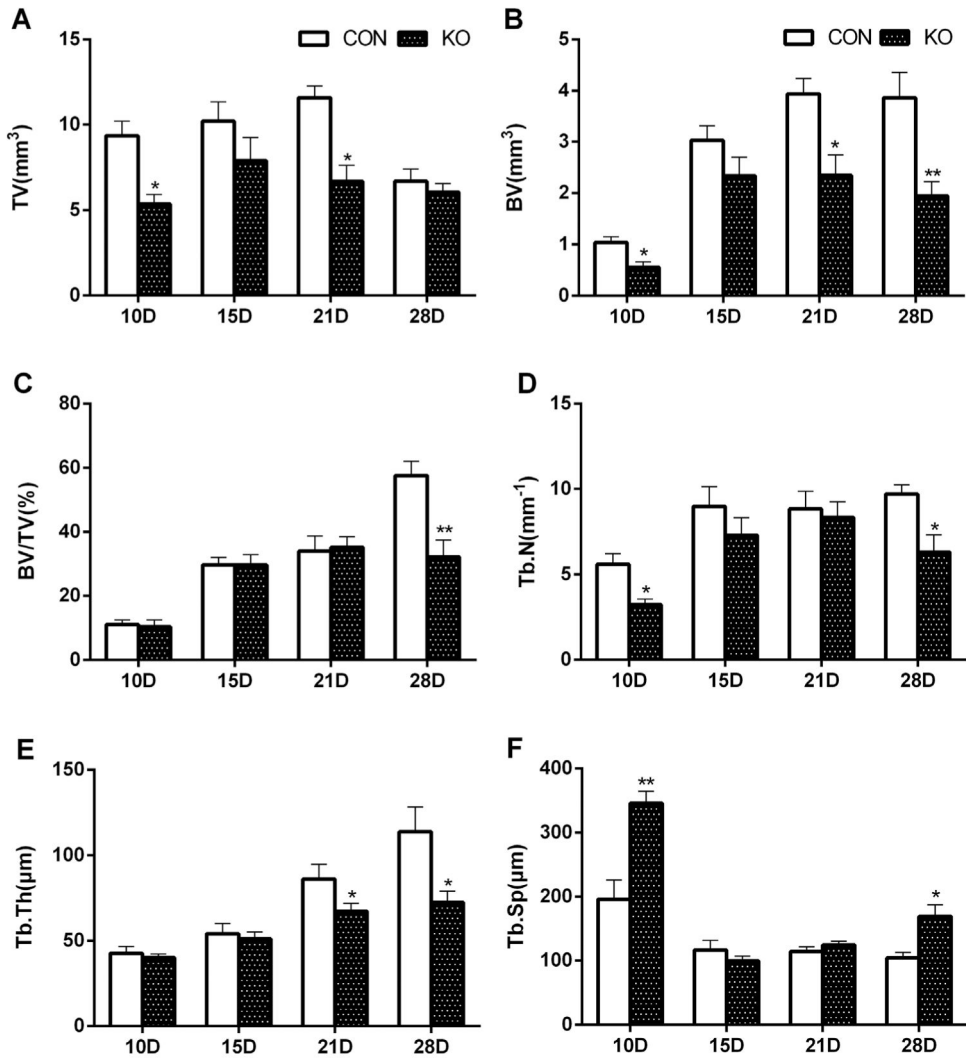 A
TV(mm³)
15
10
5
0
CON
KO
*
*
10D
15D
21D
28D
B
BV(mm³)
5
4
3
2
1
0
CON
KO
*
*
**
10D
15D
21D
28D
C
BV/TV(%)
80
60
40
20
0
**
10D
15D
21D
28D
D
Tb.N(mm⁻¹)
15
10
5
0
*
*
10D
15D
21D
28D
E
Tb.Th(µm)
150
100
50
0
*
*
10D
15D
21D
28D
F
Tb.Sp(µm)
400
300
200
100
0
**
*
10D
15D
21D
28D